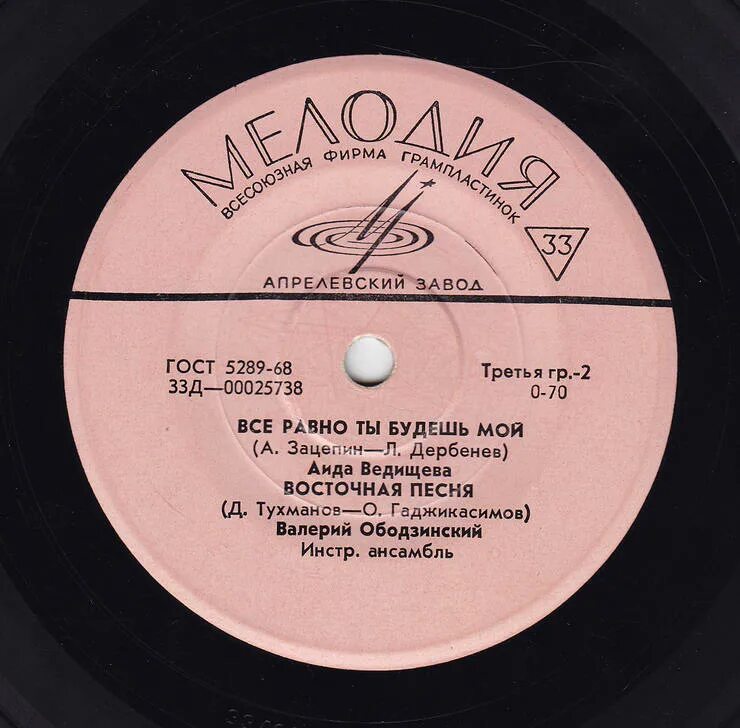 МЕЛОДИЯ
ВСЕСОЮЗНАЯ ФИРМА ГРАМПЛАСТИНОК
33
АПРЕЛЕВСКИЙ ЗАВОД
ГОСТ 5289-68
33Д—00025738
Третья гр.-2
0-70
ВСЕ РАВНО ТЫ БУДЕШЬ МОЙ
(А. Зацепин—Л. Дербенев)
Аида Ведищева
ВОСТОЧНАЯ ПЕСНЯ
(Д. Тухманов—О. Гаджикасимов)
Валерий Ободзинский
Инстр. ансамбль